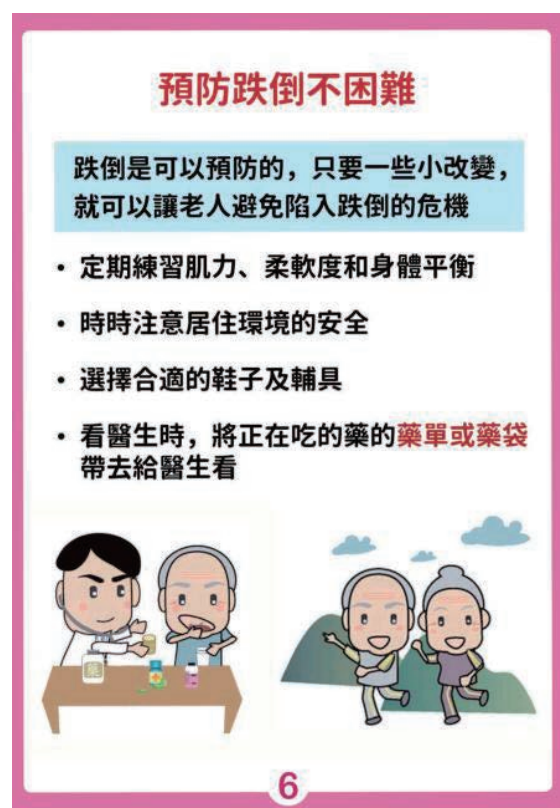 預防跌倒不困難
跌倒是可以預防的，只要一些小改變，
就可以讓老人避免陷入跌倒的危機
• 定期練習肌力、柔軟度和身體平衡
• 時時注意居住環境的安全
• 選擇合適的鞋子及輔具
• 看醫生時，將正在吃的藥的藥單或藥袋
帶去給醫生看
藥
6